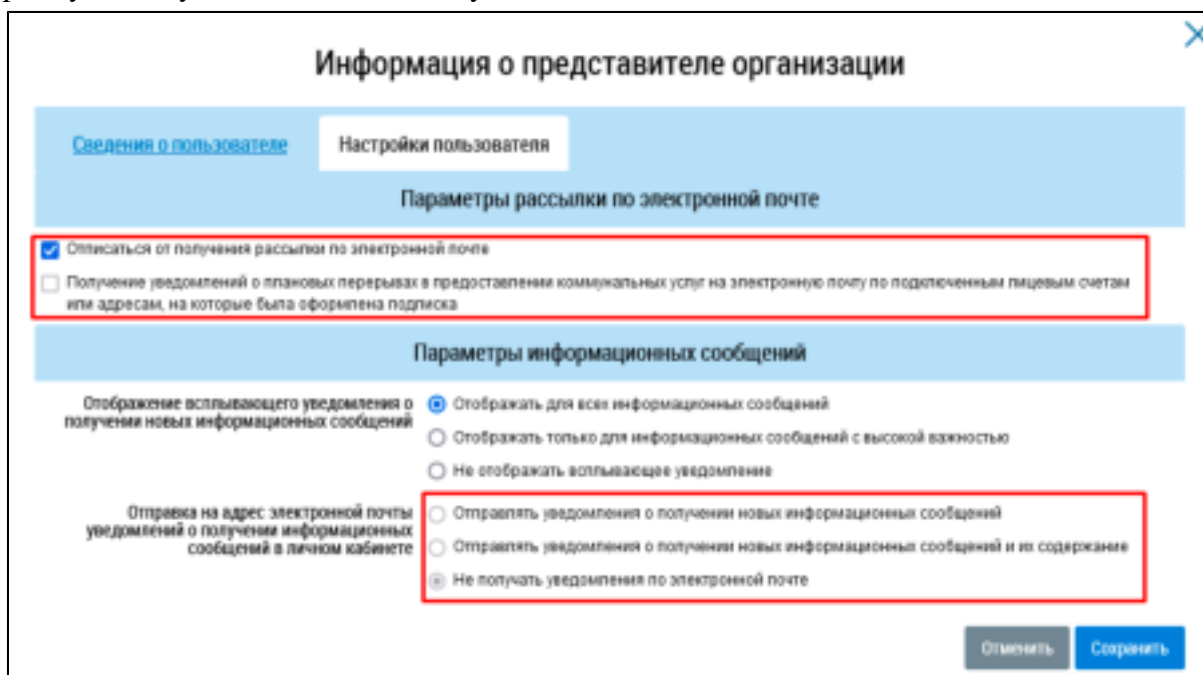 Информация о представителе организации
Сведения о пользователе
Настройки пользователя
Параметры рассылки по электронной почте
Отписаться от получения рассылки по электронной почте
Получение уведомлений о плановых перерывах в предоставлении коммунальных услуг на электронную почту по подключенным лицевым счетам
или адресам, на которые была оформлена подписка
Параметры информационных сообщений
Отображение всплывающего уведомления о
получении новых информационных сообщений
Отображать для всех информационных сообщений
Отображать только для информационных сообщений с высокой важностью
Не отображать всплывающее уведомление
Отправка на адрес электронной почты
уведомлений о получении информационных
сообщений в личном кабинете
Отправлять уведомления о получении новых информационных сообщений
Отправлять уведомления о получении новых информационных сообщений и их содержание
Не получать уведомления по электронной почте
Отменить
Сохранить